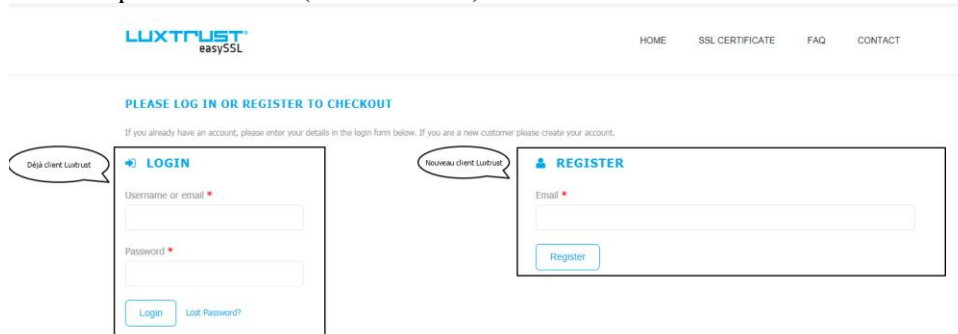 LUXTRUST
easySSL
HOME SSL CERTIFICATE FAQ CONTACT
PLEASE LOG IN OR REGISTER TO CHECKOUT
If you already have an account, please enter your details in the login form below. If you are a new customer please create your account.
Déjà client Luxtrust
LOGIN
Username or email *
Password *
Login Lost Password?
Nouveau client Luxtrust
REGISTER
Email *
Register